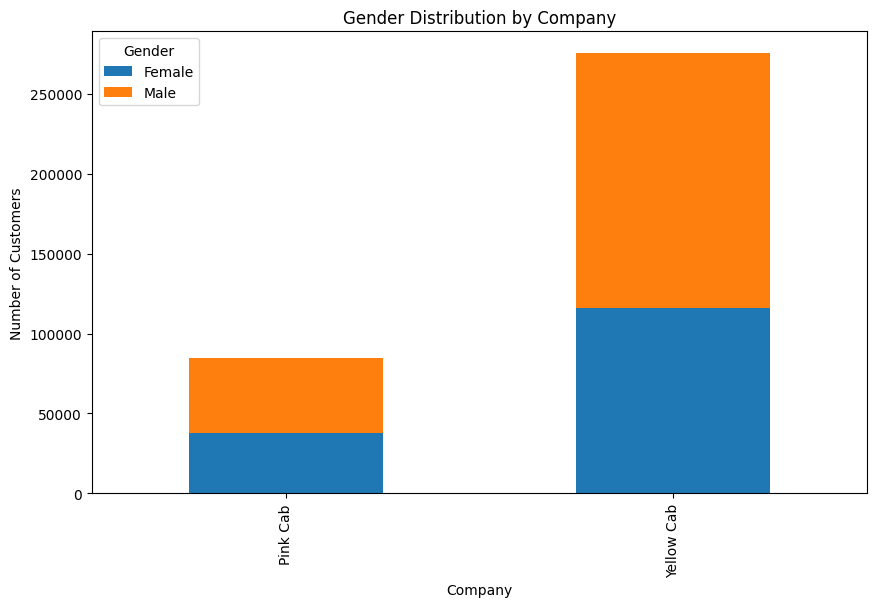 Gender Distribution by Company
Gender
Female
Male
Number of Customers
250000
200000
150000
100000
50000
0
Pink Cab
Yellow Cab
Company